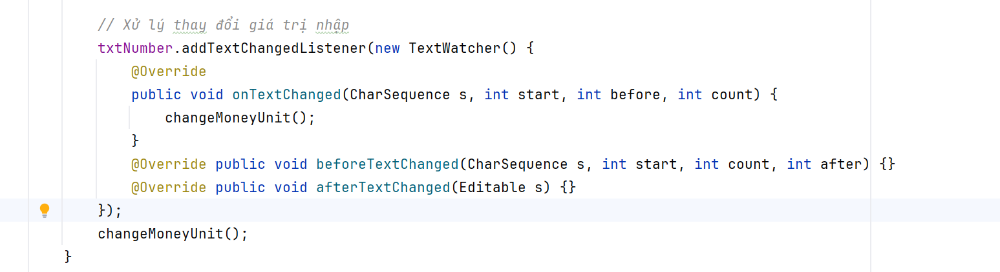 // Xử lý thay đổi giá trị nhập
txtNumber.addTextChangedListener(new TextWatcher() {
@Override
public void onTextChanged(CharSequence s, int start, int before, int count) {
changeMoneyUnit();
}
@Override public void beforeTextChanged(CharSequence s, int start, int count, int after) {}
@Override public void afterTextChanged(Editable s) {}
});
changeMoneyUnit();
}